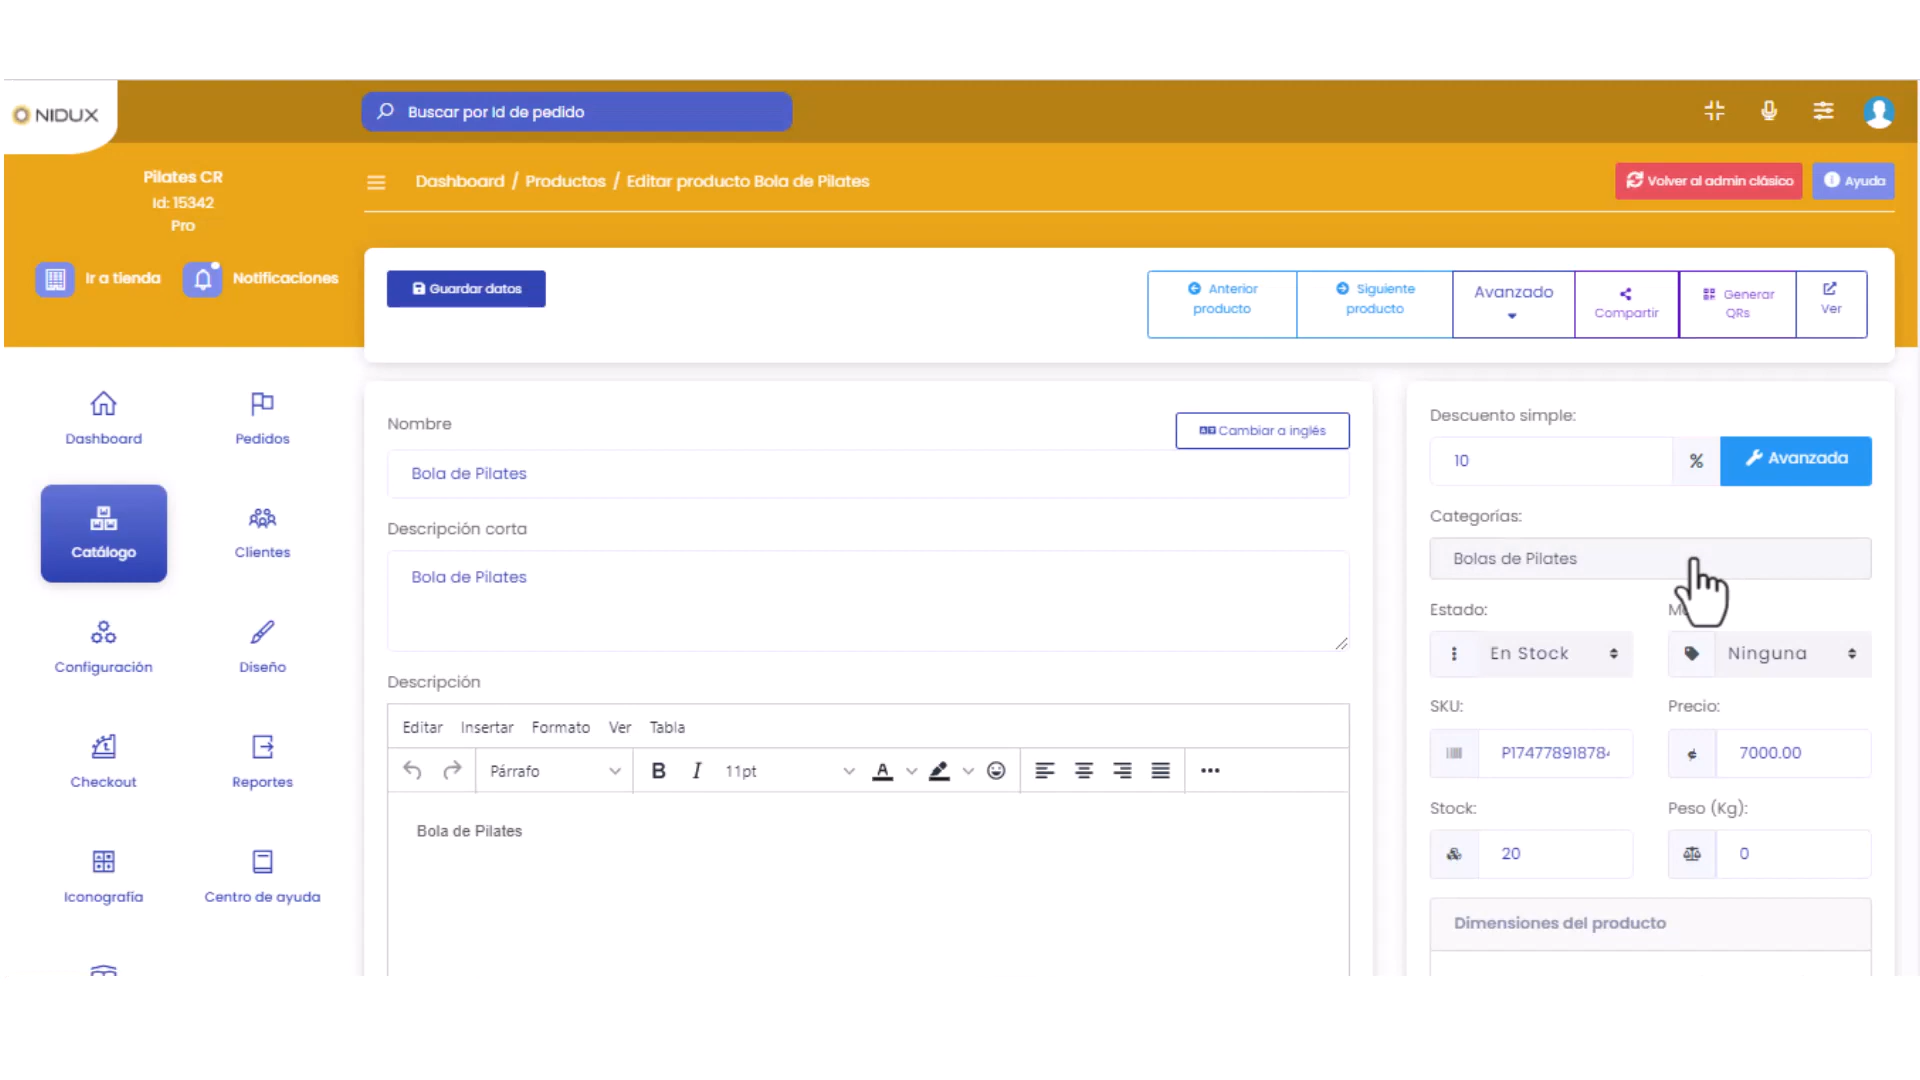 NIDUX
Buscar por Id de pedido
Pilates CR
Id: 15342
Pro
Dashboard / Productos / Editar producto Bola de Pilates
Volver al admin clásico
Ayuda
Ir a tienda
Notificaciones
Guardar datos
Anterior
producto
Siguiente
producto
Avanzado
Compartir
Generar
QRs
Ver
Dashboard
Pedidos
Catálogo
Clientes
Configuración
Diseño
Checkout
Reportes
Iconografía
Centro de ayuda
Nombre
Cambiar a inglés
Bola de Pilates
Descripción corta
Bola de Pilates
Descripción
Editar Insertar Formato Ver Tabla
Párrafo
B I 11pt A
Bola de Pilates
Descuento simple:
10 %
Avanzada
Categorías:
Bolas de Pilates
Estado:
En Stock
Ninguna
SKU:
Precio:
¢ 7000.00
Stock:
Peso (Kg):
20
0
Dimensiones del producto